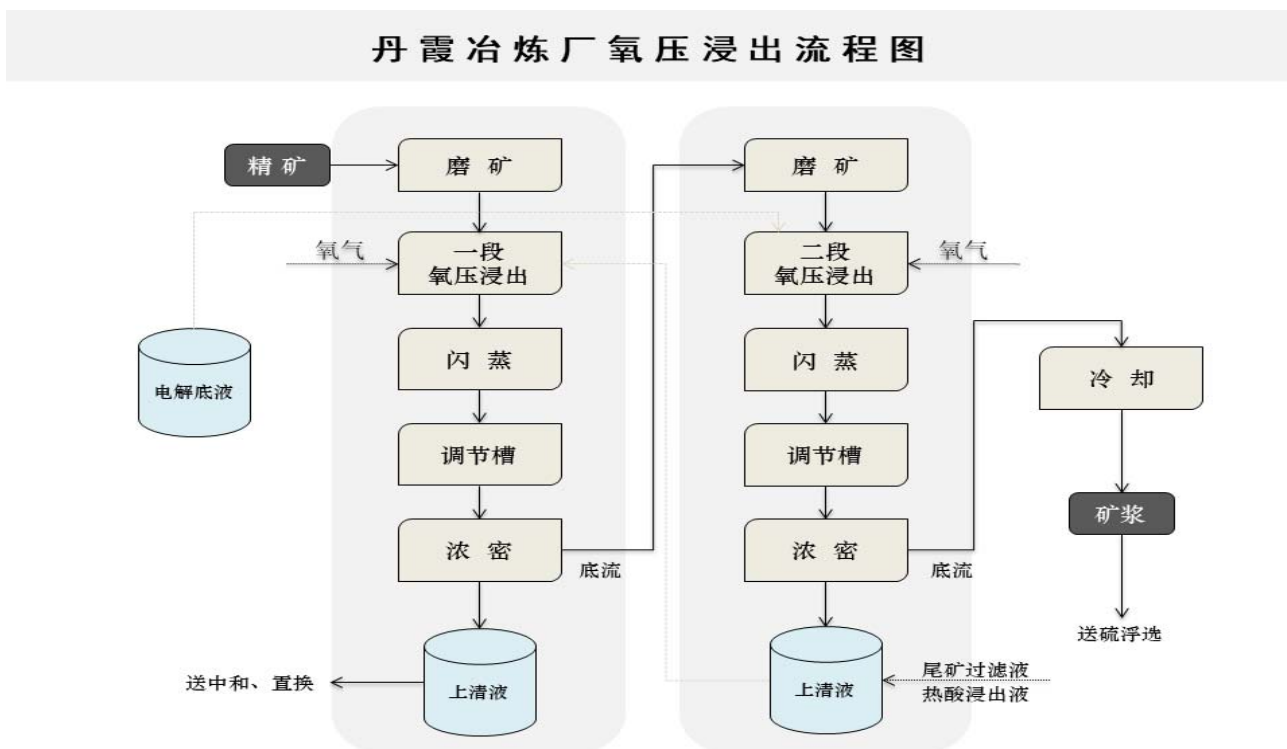 丹霞冶炼厂氧压浸出流程图
精矿
磨矿
磨矿
氧气
一段
氧压浸出
二段
氧压浸出
氧气
电解底液
闪蒸
闪蒸
冷却
调节槽
调节槽
矿浆
浓密
底流
浓密
底流
送硫浮选
送中和、置换
上清液
上清液
尾矿过滤液
热酸浸出液